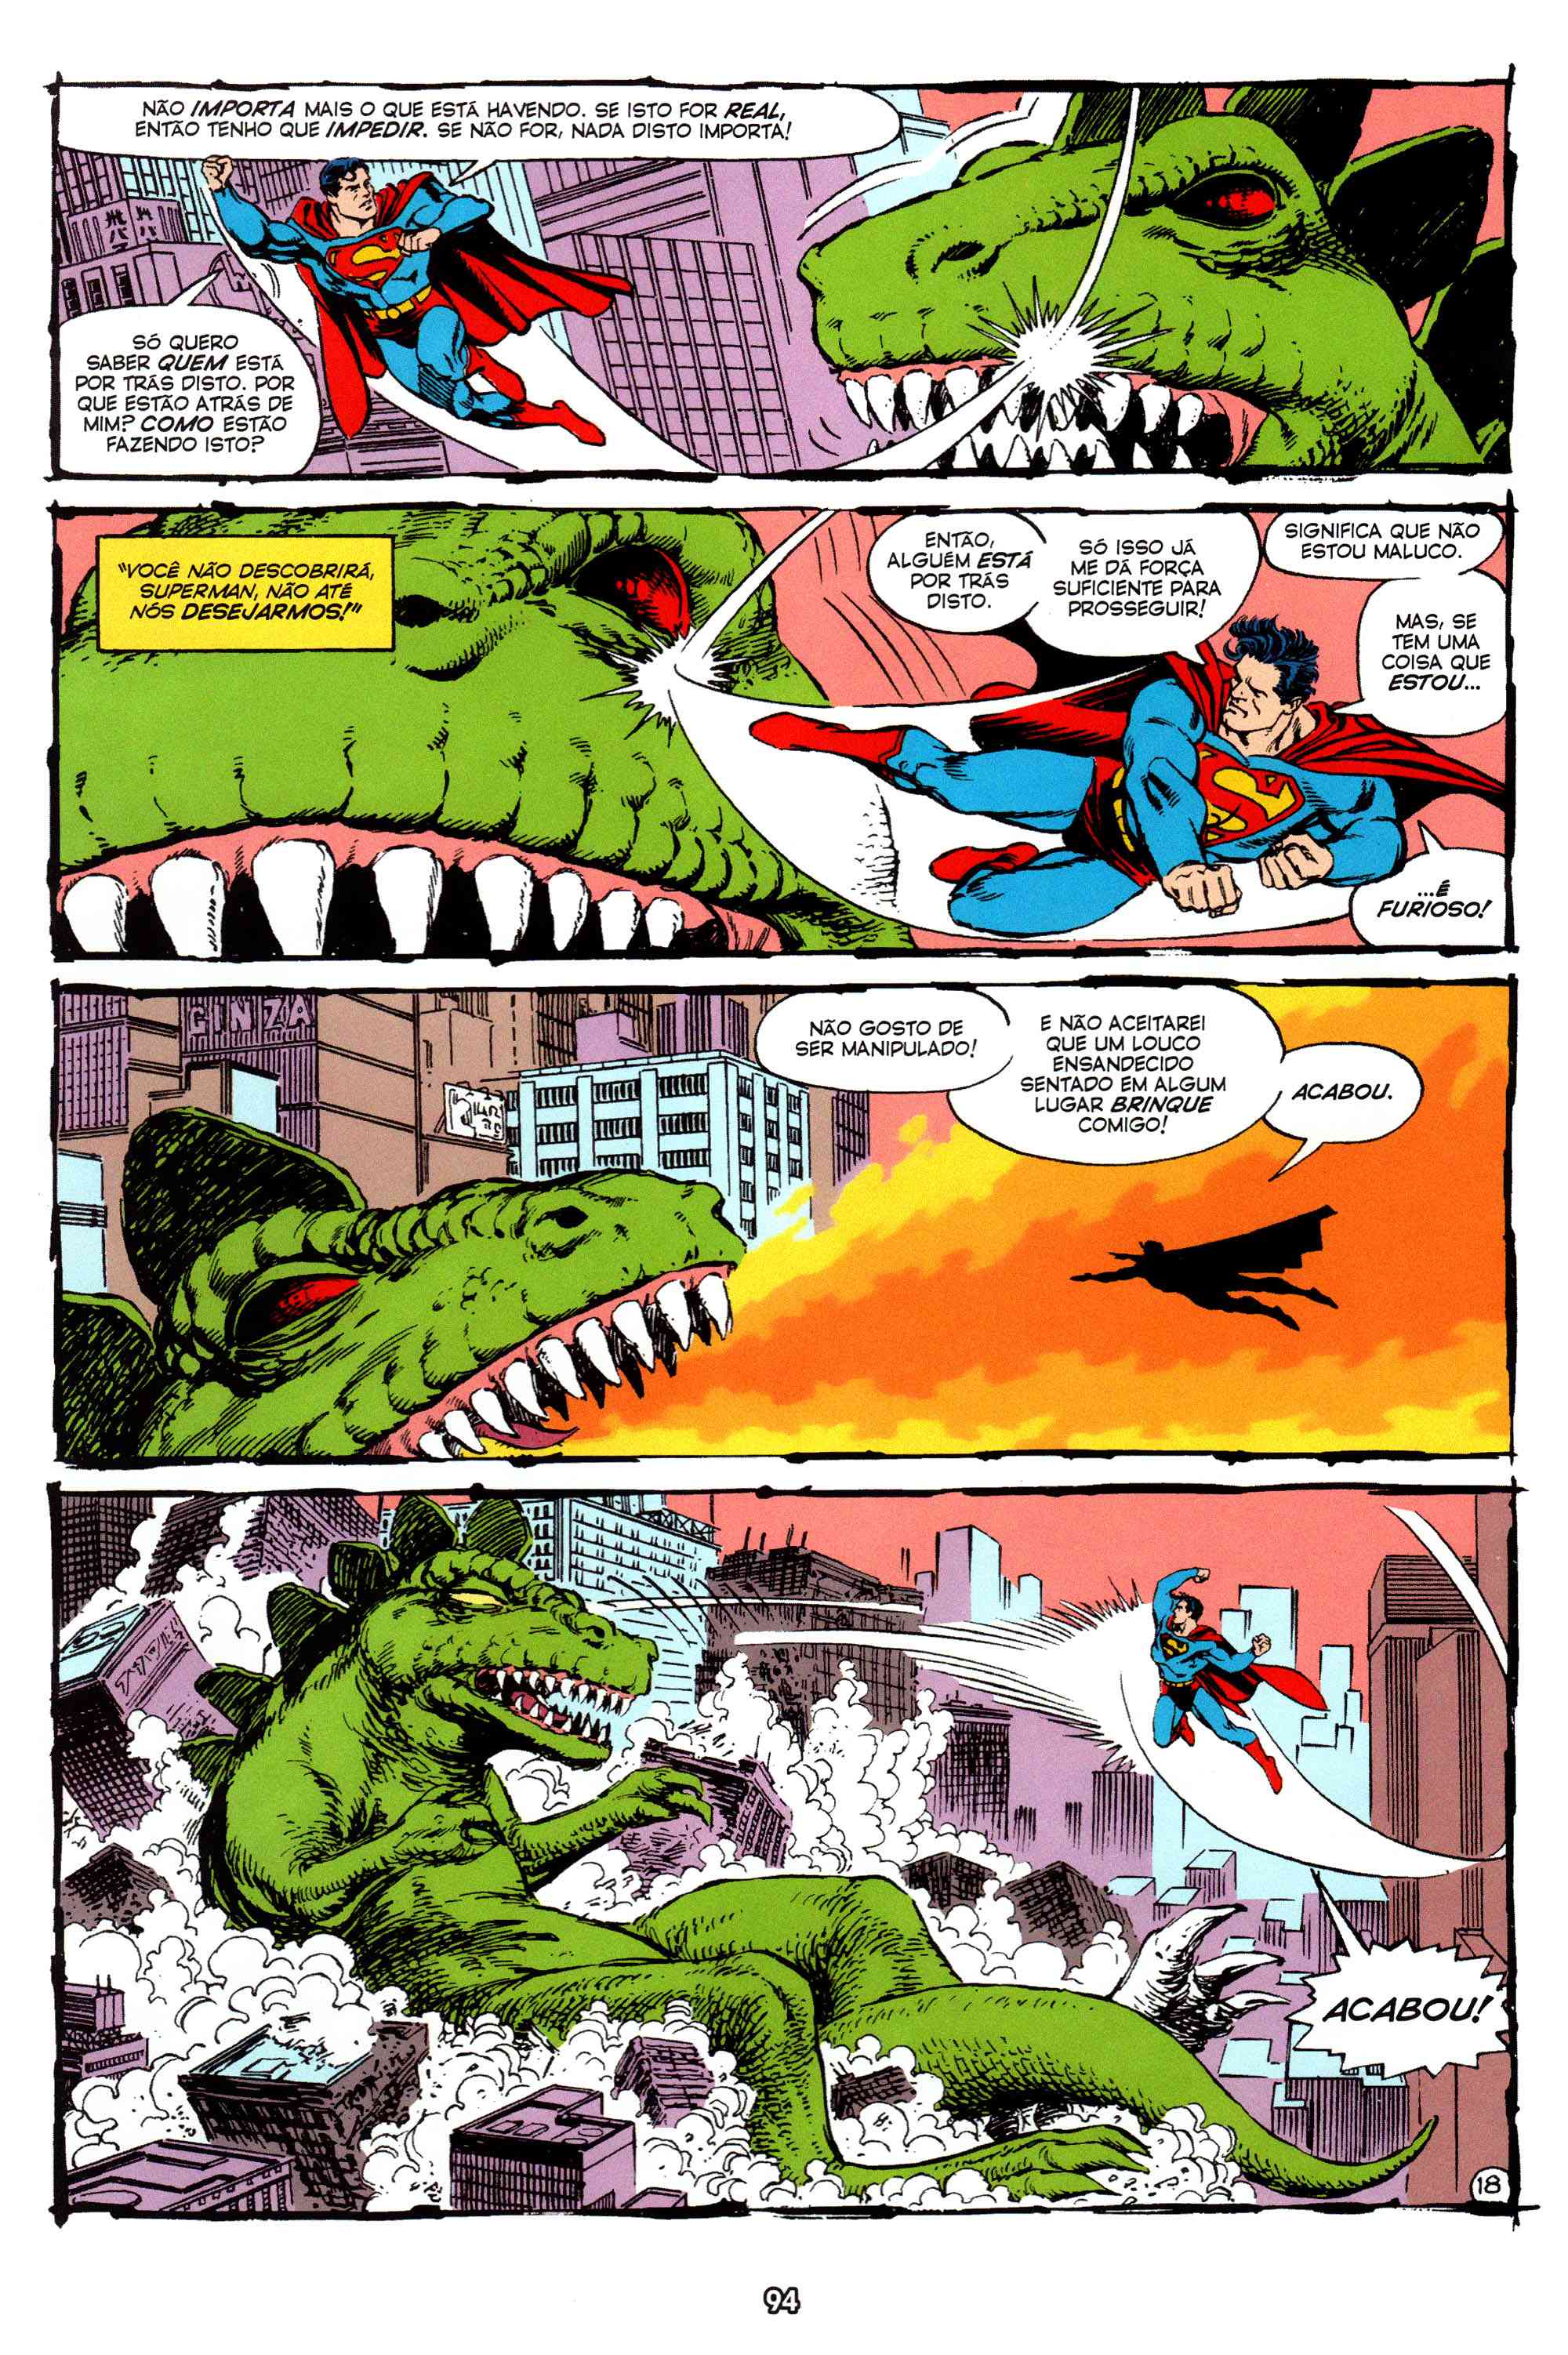 NÃO IMPORTA MAIS O QUE ESTÁ HAVENDO. SE ISTO FOR REAL,
ENTÃO TENHO QUE IMPEDIR. SE NÃO FOR, NADA DISTO IMPORTA!
SÓ QUERO
SABER QUEM ESTÁ
POR TRÁS DISTO. POR
QUE ESTÃO ATRÁS DE
MIM? COMO ESTÃO
FAZENDO ISTO?
"VOCÊ NÃO DESCOBRIRÁ,
SUPERMAN, NÃO ATÉ
NÓS DESEJARMOS!"
ENTÃO,
ALGUÉM ESTÁ
POR TRÁS
DISTO.
SÓ ISSO JÁ
ME DÁ FORÇA
SUFICIENTE PARA
PROSSEGUIR!
SIGNIFICA QUE NÃO
ESTOU MALUCO.
MAS, SE
TEM UMA
COISA QUE
ESTOU...
...É
FURIOSO!
GINZA
NÃO GOSTO DE
SER MANIPULADO!
E NÃO ACEITAREI
QUE UM LOUCO
ENSANDECIDO
SENTADO EM ALGUM
LUGAR BRINQUE
COMIGO!
ACABOU.
ACABOU!
18
94